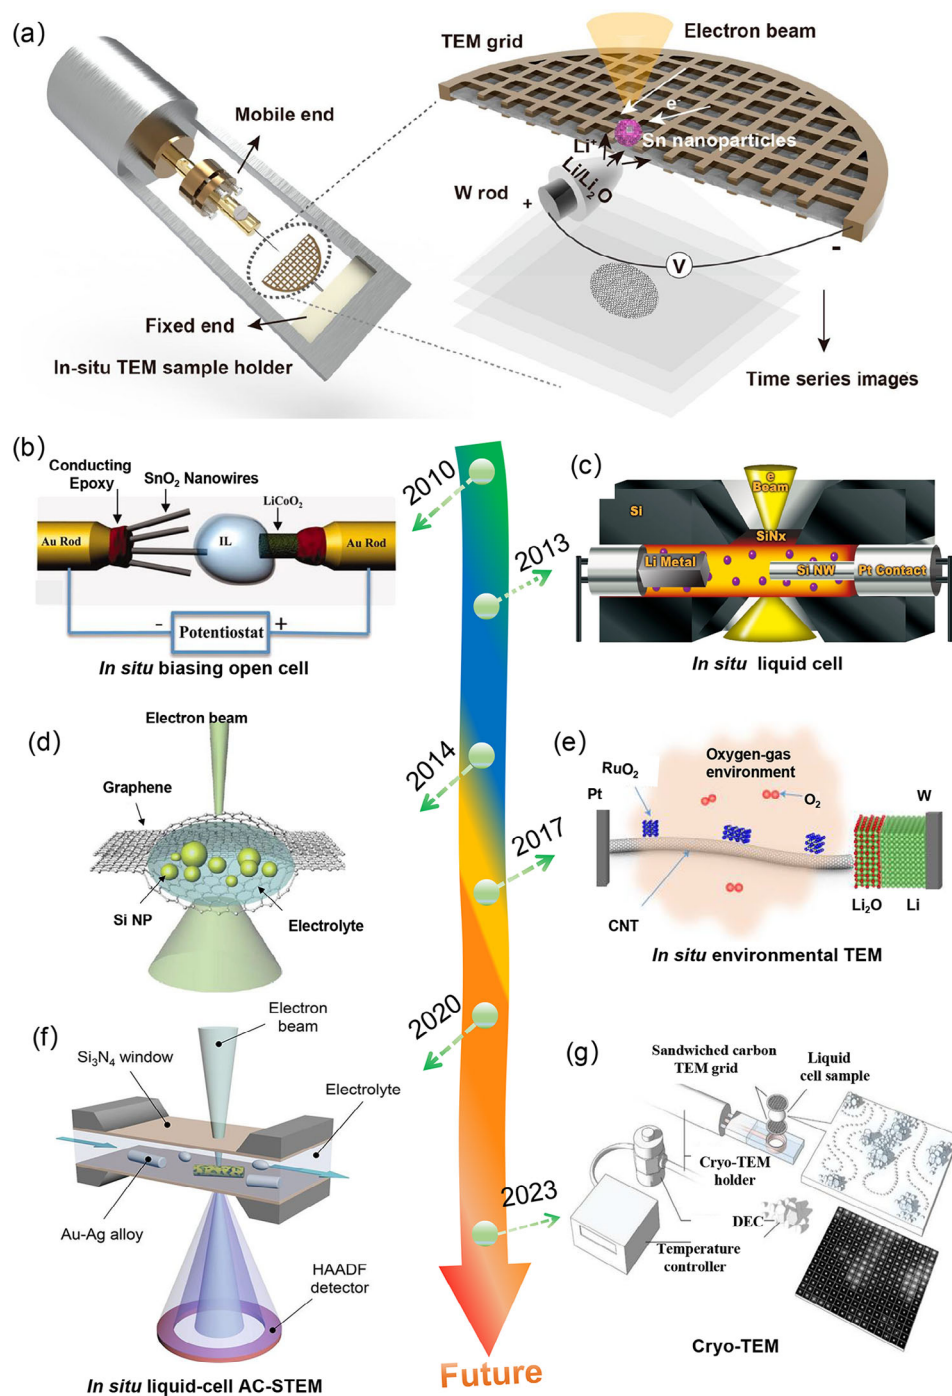 (a)
Mobile end
Fixed end
In-situ TEM sample holder
TEM grid
Electron beam
e⁻
Sn nanoparticles
Li⁺
Li/Li₂O
W rod
+
-
V
Time series images
(b)
Conducting
Epoxy
SnO₂ Nanowires
LiCoO₂
Au Rod
IL
Au Rod
-
Potentiostat
+
In situ biasing open cell
2010
2013
(c)
e
Beam
Si
SiNx
Li Metal
Si NW
Pt Contact
In situ liquid cell
(d)
Electron beam
Graphene
Si NP
Electrolyte
2014
2017
(e)
Oxygen-gas
environment
RuO₂
O₂
Pt
W
CNT
Li₂O
Li
In situ environmental TEM
(f)
Electron
beam
Si₃N₄ window
Electrolyte
Au-Ag alloy
HAADF
detector
In situ liquid-cell AC-STEM
2020
2023
(g)
Sandwiched carbon
TEM grid
Liquid
cell sample
Cryo-TEM
holder
DEC
Temperature
controller
Cryo-TEM
Future